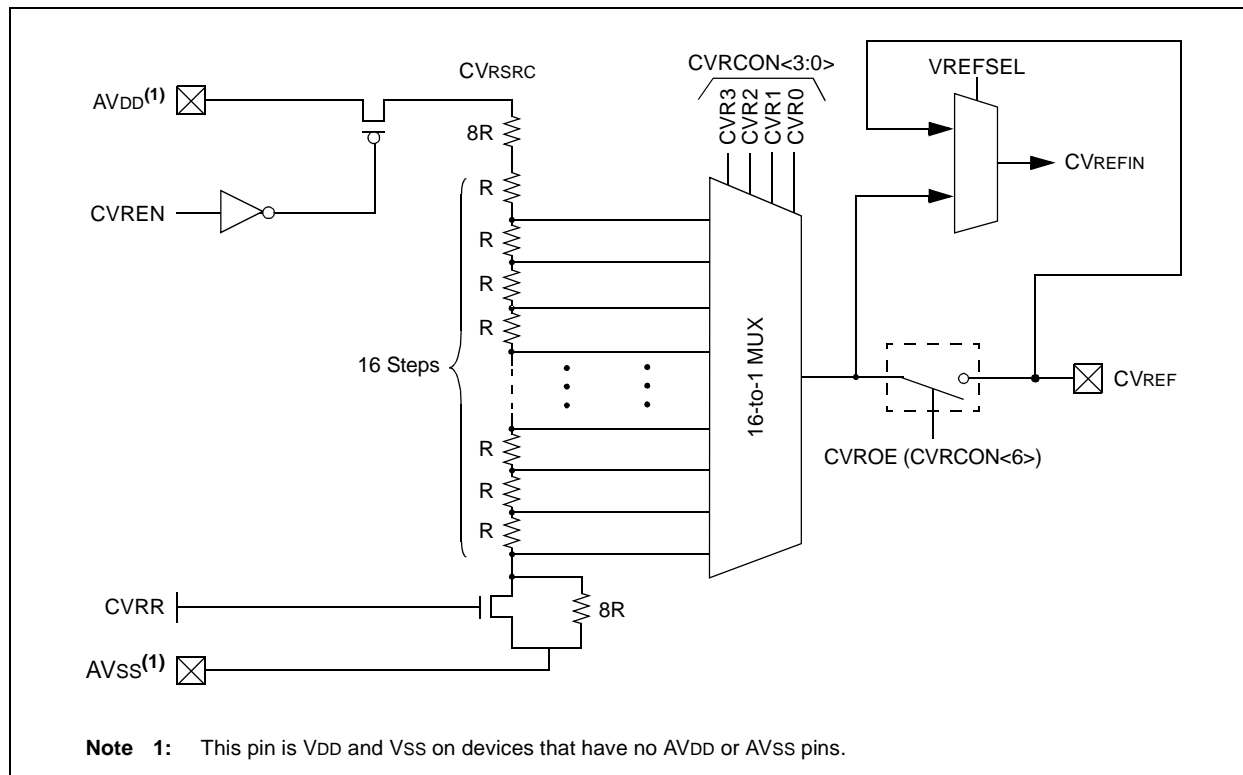 CVRCON<3:0>
CVRSRC
VREFSEL
AVDD(1)
CVR3
CVR2
CVR1
CVR0
8R
CVREFIN
R
CVREN
R
R
R
16 Steps
16-to-1 MUX
CVREF
R
CVROE (CVRCON<6>)
R
R
CVRR
8R
AVSS(1)
Note 1: This pin is VDD and VSS on devices that have no AVDD or AVSS pins.